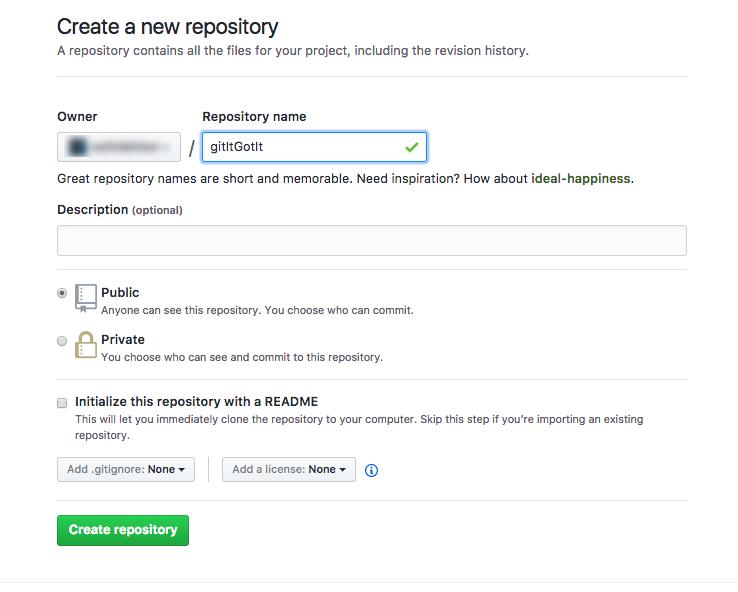 Create a new repository
A repository contains all the files for your project, including the revision history.
Owner
Repository name
/
gitItGotIt
Great repository names are short and memorable. Need inspiration? How about ideal-happiness.
Description (optional)
Public
Anyone can see this repository. You choose who can commit.
Private
You choose who can see and commit to this repository.
Initialize this repository with a README
This will let you immediately clone the repository to your computer. Skip this step if you’re importing an existing
repository.
Add .gitignore: None
Add a license: None
Create repository